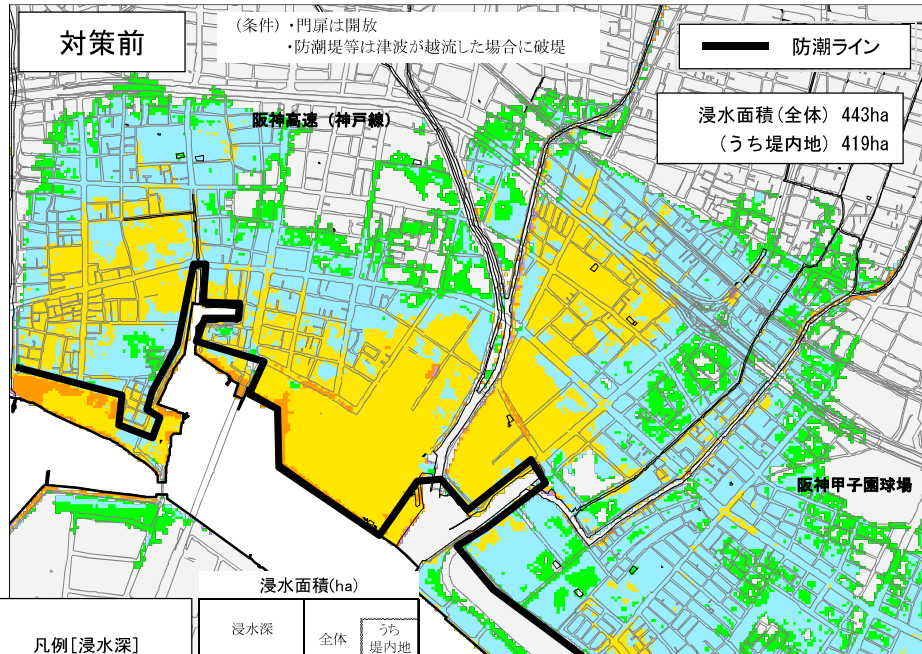 対策前
(条件)・門扉は開放
・防潮堤等は津波が越流した場合に破堤
防潮ライン
浸水面積(全体) 443ha
(うち堤内地) 419ha
阪神高速(神戸線)
阪神甲子園球場
浸水面積(ha)
浸水深
全体
うち
堤内地
凡例[浸水深]